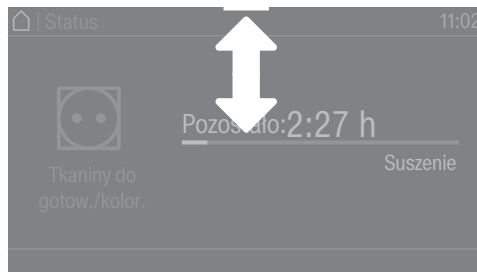 | Status 11:02
Pozostało: 2:27 h
Suszenie
Tkaniny do
gotow./kolor.